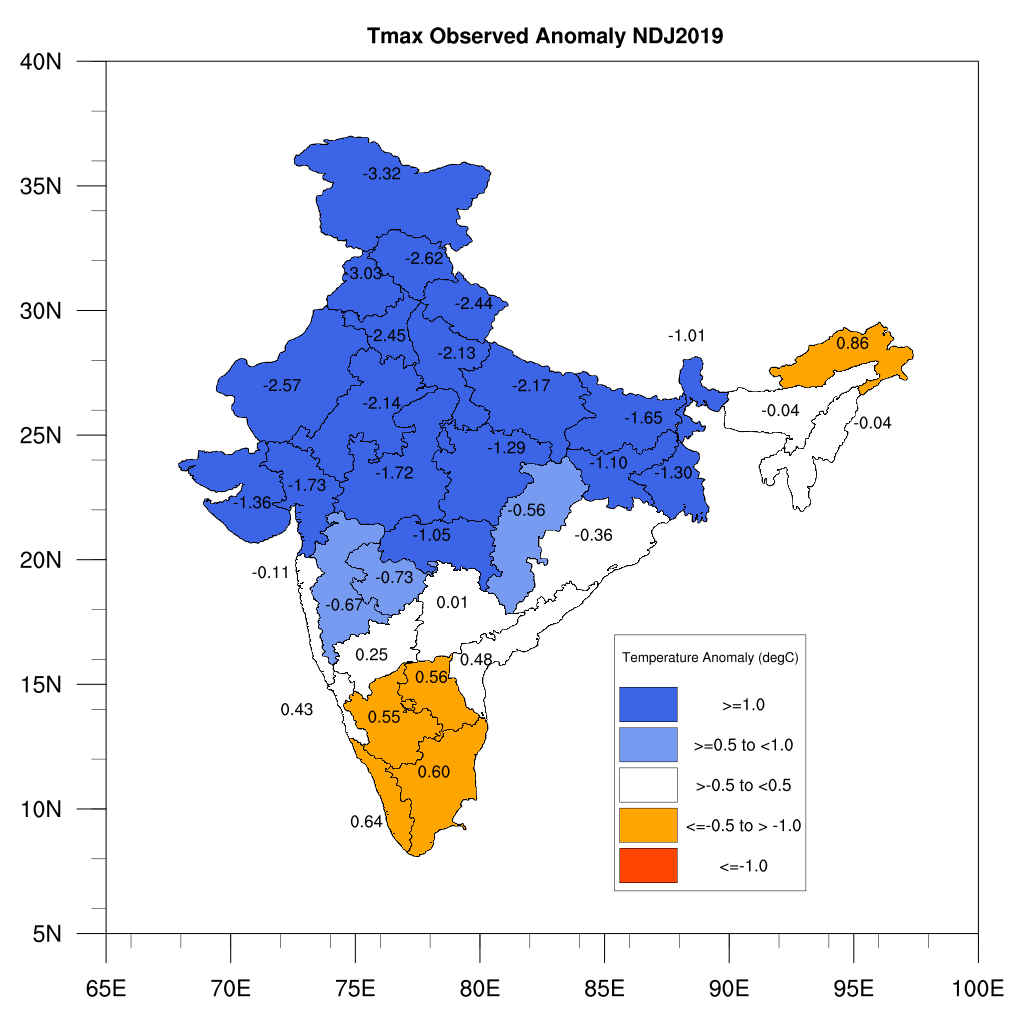 Tmax Observed Anomaly NDJ2019
40N
35N
30N
25N
20N
15N
10N
5N
-3.32
-2.62
-3.03
-2.44
-2.45
-1.01
0.86
-2.13
-2.57
-2.17
-2.14
-0.04
-1.65
-0.04
-1.29
-1.10
-1.72
-1.30
-1.73
-1.36
-0.56
-1.05
-0.36
-0.11
-0.73
-0.67
0.01
0.25
0.48
0.56
0.43
0.55
0.60
0.64
Temperature Anomaly (degC)
>=1.0
>=0.5 to <1.0
>-0.5 to <0.5
<=-0.5 to > -1.0
<=-1.0
65E 70E 75E 80E 85E 90E 95E 100E